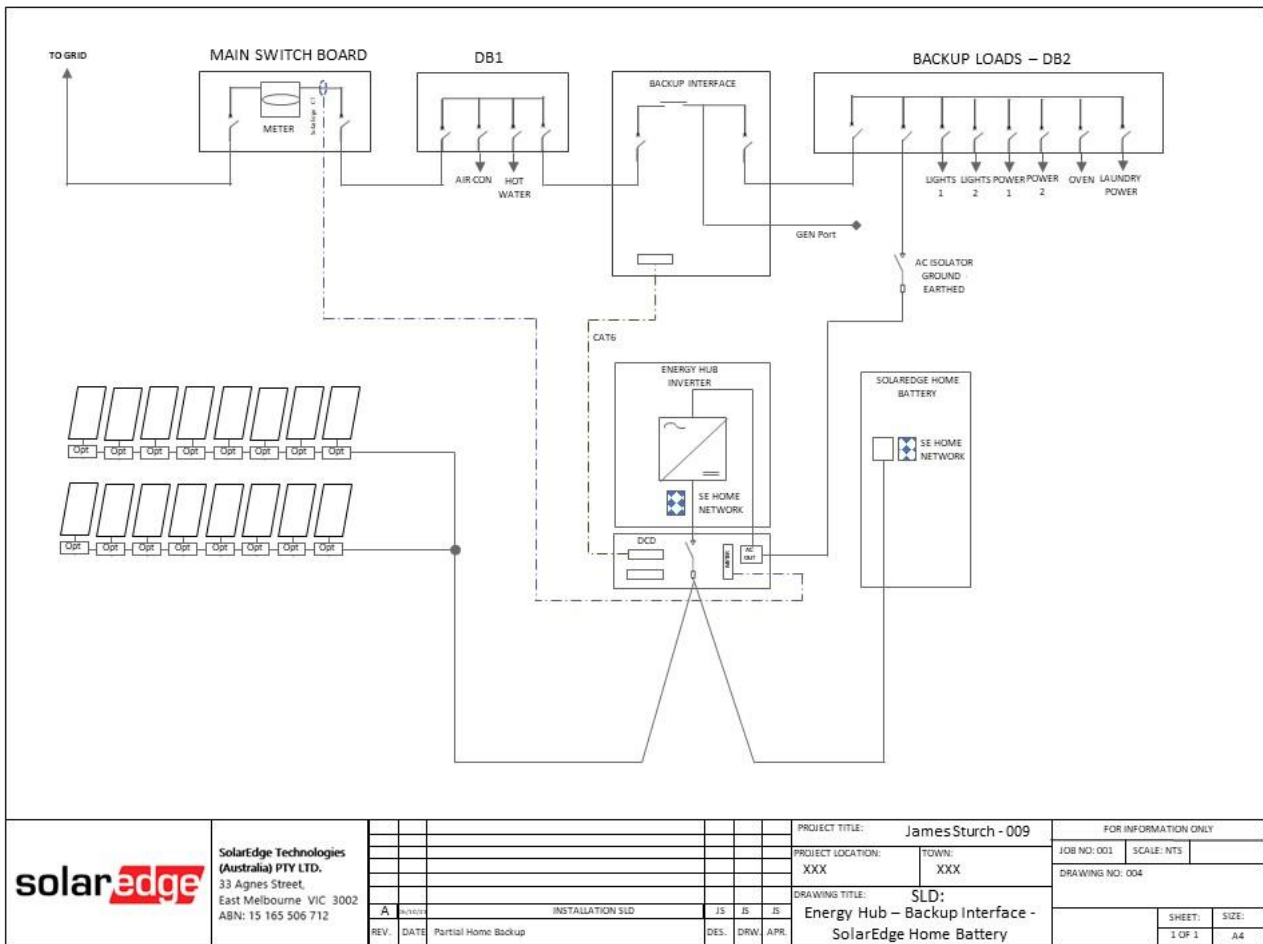 TO GRID
MAIN SWITCH BOARD
METER
DB1
AIR-CON
HOT
WATER
BACKUP INTERFACE
GEN Port
BACKUP LOADS – DB2
LIGHTS
1
LIGHTS
2
POWER
1
POWER
2
OVEN
LAUNDRY
POWER
AC ISOLATOR
GROUND
EARTHED
CAT6
ENERGY HUB
INVERTER
SE HOME
NETWORK
DCD
METER
AC
OUT
SOLAREDGE HOME
BATTERY
SE HOME
NETWORK
Opt Opt Opt Opt Opt Opt Opt Opt
Opt Opt Opt Opt Opt Opt Opt Opt
solaredge
SolarEdge Technologies
(Australia) PTY LTD.
33 Agnes Street,
East Melbourne VIC 3002
ABN: 15 165 506 712
A INSTALLATION SLD JS JS JS
REV. DATE Partial Home Backup DES. DRW. APR.
PROJECT TITLE: James Sturch - 009
PROJECT LOCATION:
XXX
TOWN:
XXX
DRAWING TITLE: SLD:
Energy Hub – Backup Interface -
SolarEdge Home Battery
FOR INFORMATION ONLY
JOB NO: 001 SCALE: NTS
DRAWING NO: 004
SHEET:
1 OF 1
SIZE:
A4